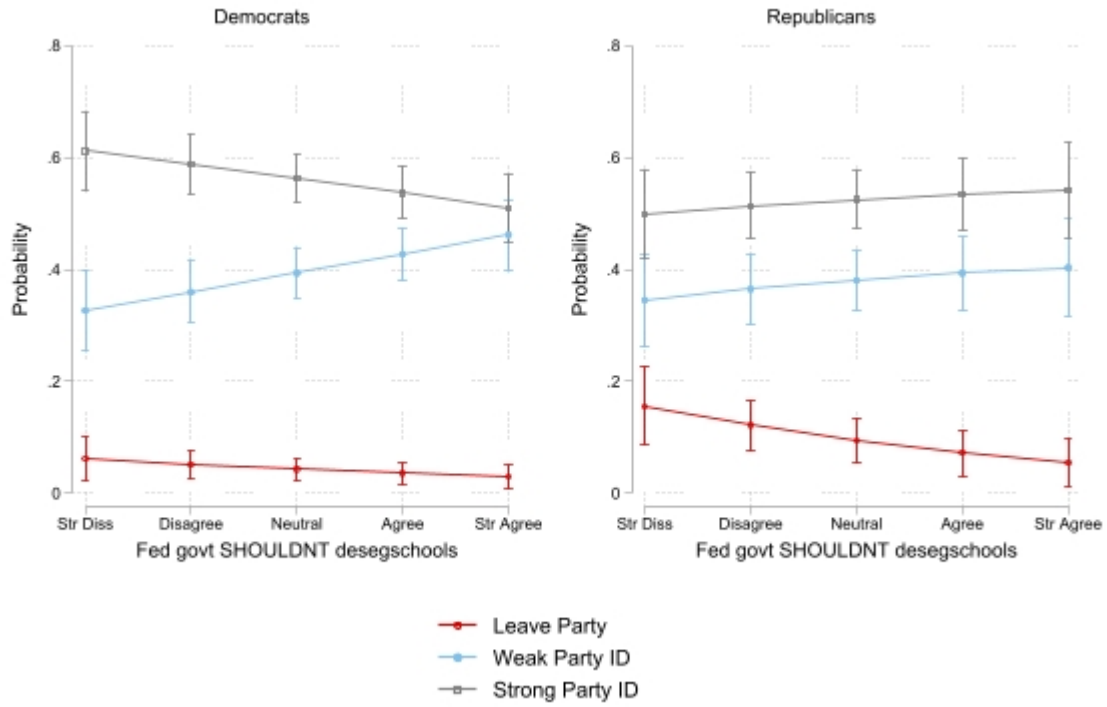 Democrats
Republicans
Probability
.8
.6
.4
.2
0
Str Diss Disagree Neutral Agree Str Agree
Fed govt SHOULDNT desegschools
Probability
.8
.6
.4
.2
0
Str Diss Disagree Neutral Agree Str Agree
Fed govt SHOULDNT desegschools
Leave Party
Weak Party ID
Strong Party ID